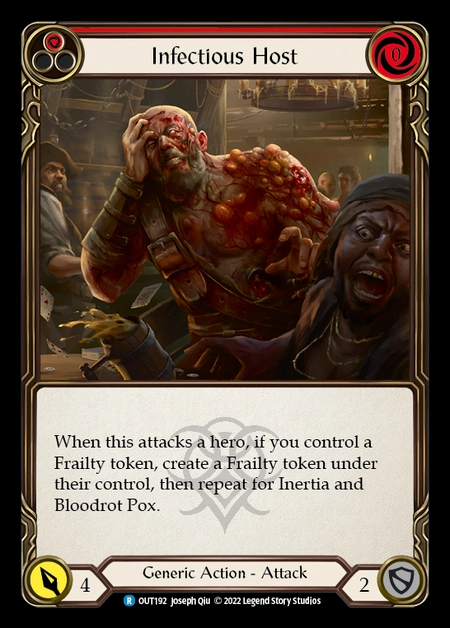 Infectious Host
0
When this attacks a hero, if you control a
Frailty token, create a Frailty token under
their control, then repeat for Inertia and
Bloodrot Pox.
4
Generic Action - Attack
2
R OUT192 Joseph Qiu © 2022 Legend Story Studios